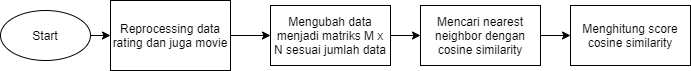 Start
Reprocessing data
rating dan juga movie
Mengubah data
menjadi matriks M x
N sesuai jumlah data
Mencari nearest
neighbor dengan
cosine similarity
Menghitung score
cosine similarity